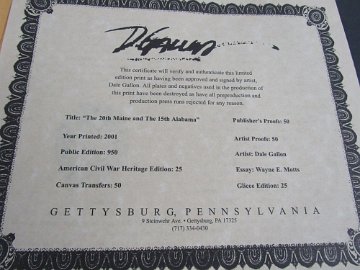 D. Gallon
This certificate will verify and authenticate this limited
edition print as having been approved and signed by artist,
Dale Gallon. All plates and negatives used in the production of
this print have been destroyed as have all preproduction and
production press runs rejected for any reason.
Title: "The 20th Maine and The 15th Alabama"
Publisher's Proofs: 50
Year Printed: 2001
Artist Proofs: 50
Public Edition: 950
Artist: Dale Gallon
American Civil War Heritage Edition: 25
Essay: Wayne E. Motts
Canvas Transfers: 50
Giclee Edition: 25
GETTYSBURG, PENNSYLVANIA
9 Steinwehr Ave. • Gettysburg, PA 17325
(717) 334-0430